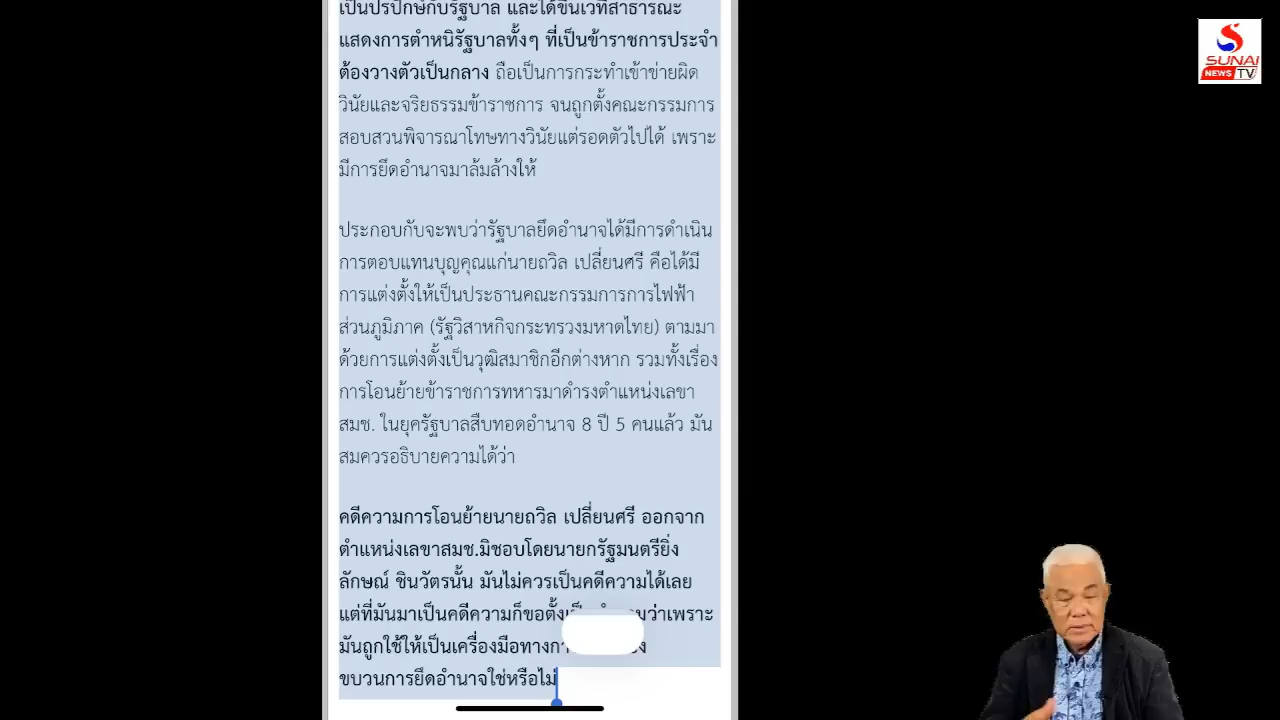 เป็นปรปักษ์กับรัฐบาล และได้ขึ้นเวทีสาธารณะ
แสดงการตำหนิรัฐบาลทั้งๆ ที่เป็นข้าราชการประจำ
ต้องวางตัวเป็นกลาง ถือเป็นการกระทำเข้าข่ายผิด
วินัยและจริยธรรมข้าราชการ จนถูกตั้งคณะกรรมการ
สอบสวนพิจารณาโทษทางวินัยแต่รอดตัวไปได้ เพราะ
มีการยึดอำนาจมาล้มล้างให้
ประกอบกับจะพบว่ารัฐบาลยึดอำนาจได้มีการดำเนิน
การตอบแทนบุญคุณแก่นายถวิล เปลี่ยนศรี คือได้มี
การแต่งตั้งให้เป็นประธานคณะกรรมการการไฟฟ้า
ส่วนภูมิภาค (รัฐวิสาหกิจกระทรวงมหาดไทย) ตามมา
ด้วยการแต่งตั้งเป็นวุฒิสมาชิกอีกต่างหาก รวมทั้งเรื่อง
การโอนย้ายข้าราชการทหารมาดำรงตำแหน่งเลขา
สมช. ในยุครัฐบาลสืบทอดอำนาจ 8 ปี 5 คนแล้ว มัน
สมควรอธิบายความได้ว่า
คดีความการโอนย้ายนายถวิล เปลี่ยนศรี ออกจาก
ตำแหน่งเลขาสมช.มิชอบโดยนายกรัฐมนตรียิ่ง
ลักษณ์ ชินวัตรนั้น มันไม่ควรเป็นคดีความได้เลย
แต่ที่มันมาเป็นคดีความก็ขอตั้ง ว่าเพราะ
มันถูกใช้ให้เป็นเครื่องมือทาง
ขบวนการยึดอำนาจใช่หรือไม่
SUNAI
NEWS TV